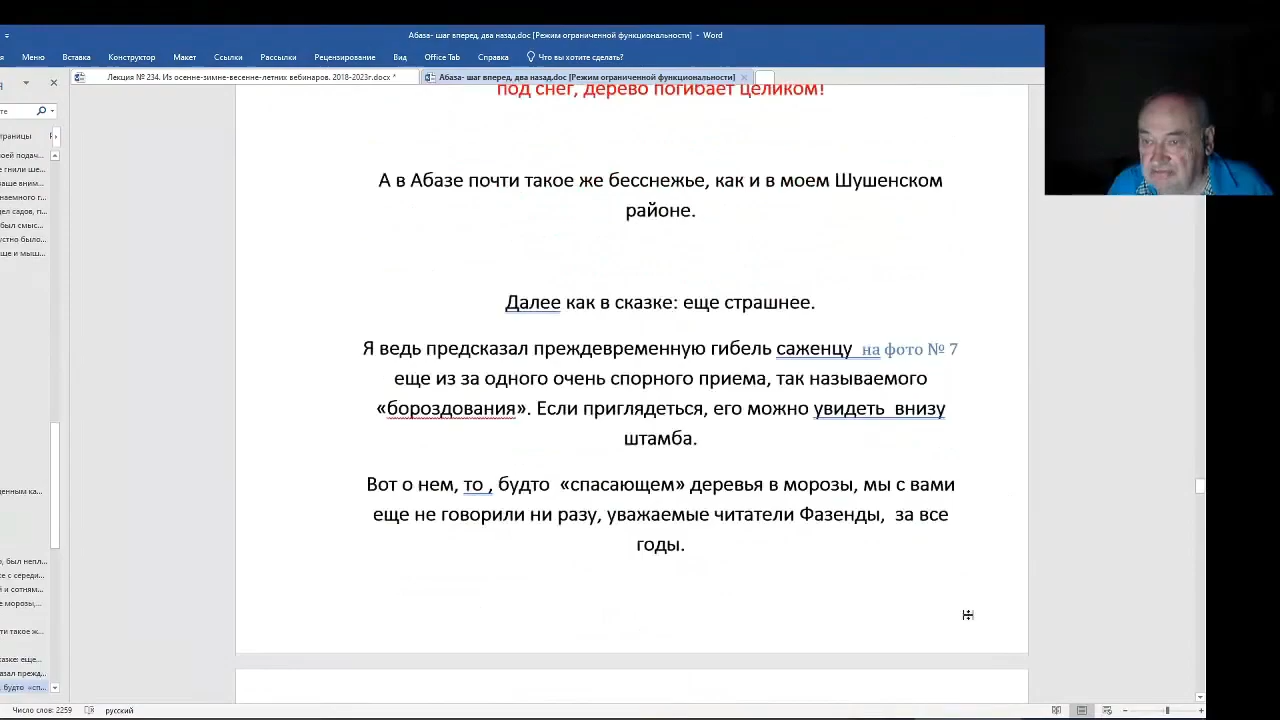 Абаза- шаг вперед, два назад.doc [Режим ограниченной функциональности] - Word
Меню Вставка Конструктор Макет Ссылки Рассылки Рецензирование Вид Office Tab Справка Что вы хотите сделать?
Лекция № 234. Из осенне-зимне-весенне-летних вебинаров. 2018-2023г.docx * Абаза- шаг вперед, два назад.doc [Режим ограниченной функциональности]
под снег, дерево погибает целиком!
А в Абазе почти такое же бесснежье, как и в моем Шушенском
районе.
Далее как в сказке: еще страшнее.
Я ведь предсказал преждевременную гибель саженцу на фото № 7
еще из за одного очень спорного приема, так называемого
«бороздования». Если приглядеться, его можно увидеть внизу
штамба.
Вот о нем, то , будто «спасающем» деревья в морозы, мы с вами
еще не говорили ни разу, уважаемые читатели Фазенды, за все
годы.
Число слов: 2259 русский